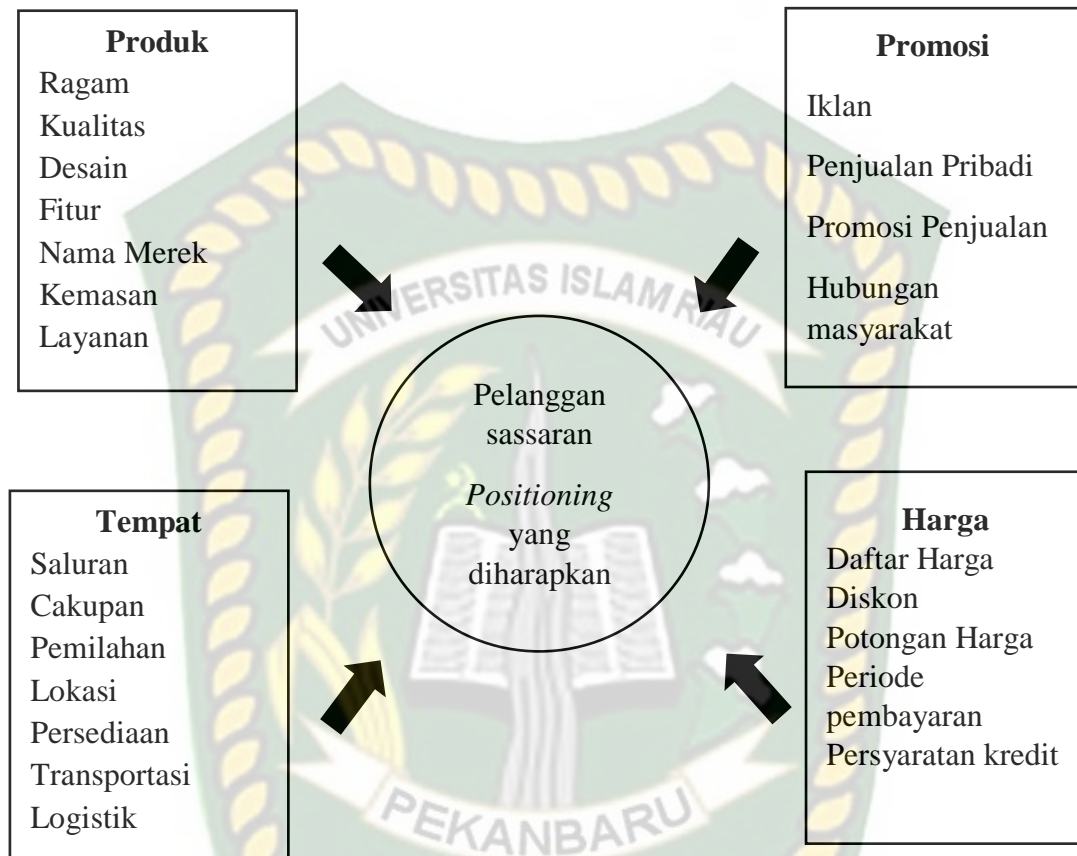 Produk
Ragam
Kualitas
Desain
Fitur
Nama Merek
Kemasan
Layanan
Promosi
Iklan
Penjualan Pribadi
Promosi Penjualan
Hubungan
masyarakat
UNIVERSITAS ISLAM RIAU
Pelanggan
sassaran
Positioning
yang
diharapkan
Tempat
Saluran
Cakupan
Pemilahan
Lokasi
Persediaan
Transportasi
Logistik
Harga
Daftar Harga
Diskon
Potongan Harga
Periode
pembayaran
Persyaratan kredit
PEKANBARU